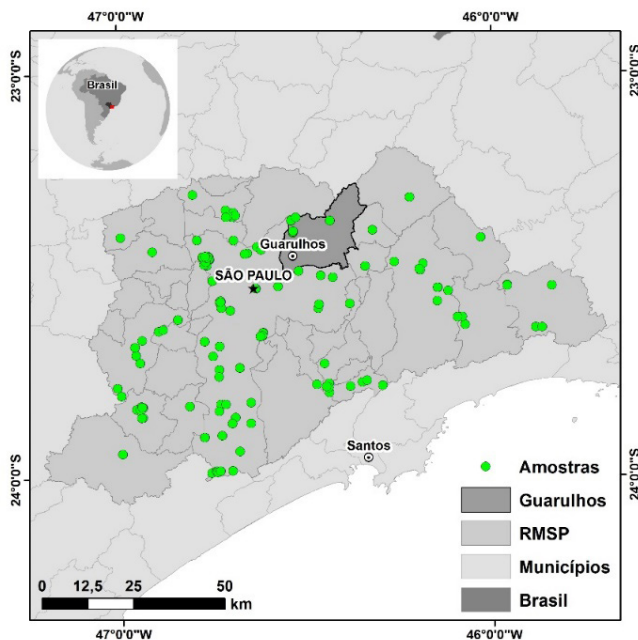 47°0'0"W
46°0'0"W
23°0'0"S
23°0'0"S
Brasil
Guarulhos
SÃO PAULO
Santos
Amostras
Guarulhos
RMSP
Municípios
Brasil
24°0'0"S
24°0'0"S
0 12,5 25 50
km
47°0'0"W
46°0'0"W